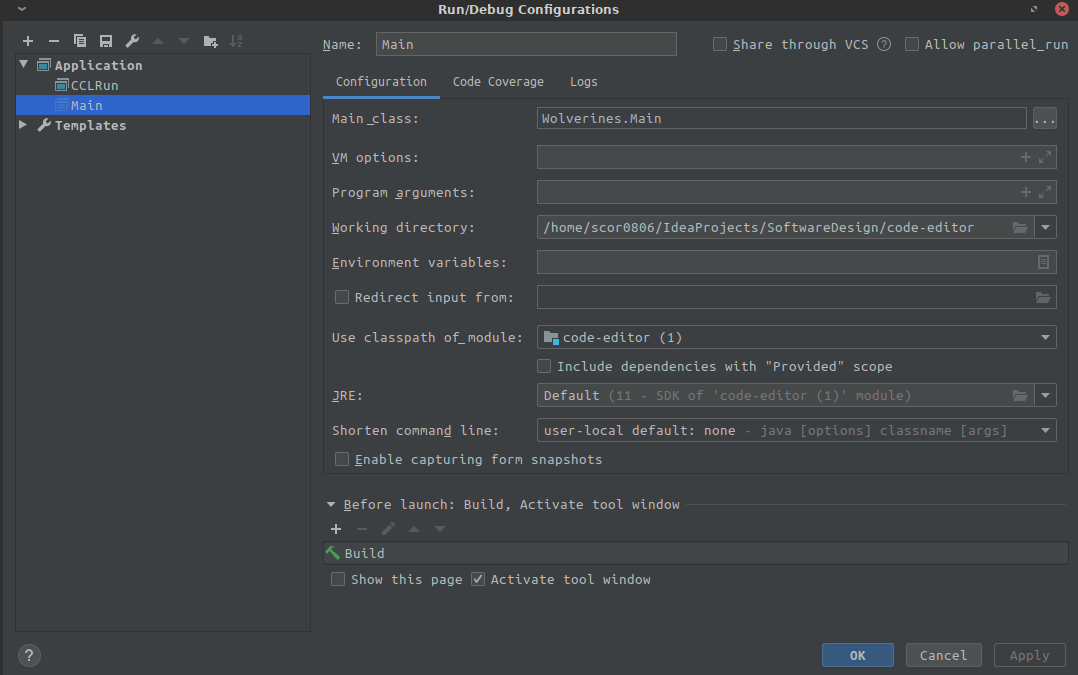 Run/Debug Configurations
Name: Main Share through VCS ? Allow parallel run
Application
CCLRun
Main
Templates
Configuration Code Coverage Logs
Main class: Wolverines.Main ...
VM options:
Program arguments:
Working directory: /home/scor0806/IdeaProjects/SoftwareDesign/code-editor
Environment variables:
Redirect input from:
Use classpath of module: code-editor (1)
Include dependencies with "Provided" scope
JRE: Default (11 - SDK of 'code-editor (1)' module)
Shorten command line: user-local default: none - java [options] classname [args]
Enable capturing form snapshots
Before launch: Build, Activate tool window
Build
Show this page Activate tool window
? OK Cancel Apply